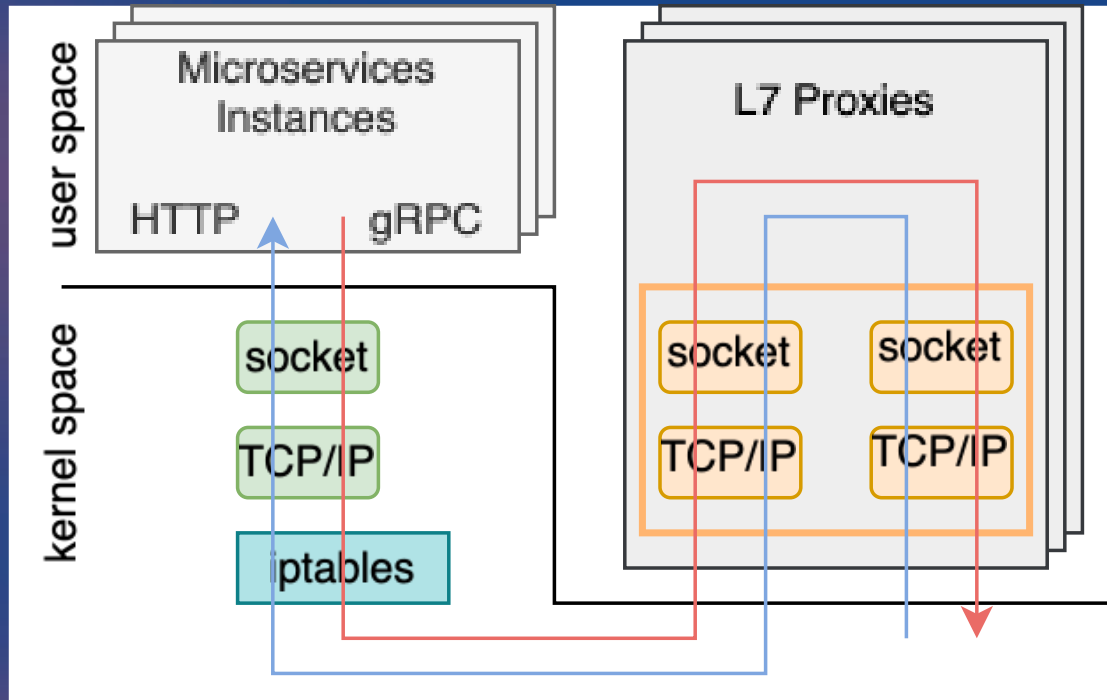 user space
Microservices
Instances
HTTP
gRPC
L7 Proxies
kernel space
socket
TCP/IP
iptables
socket
socket
TCP/IP
TCP/IP